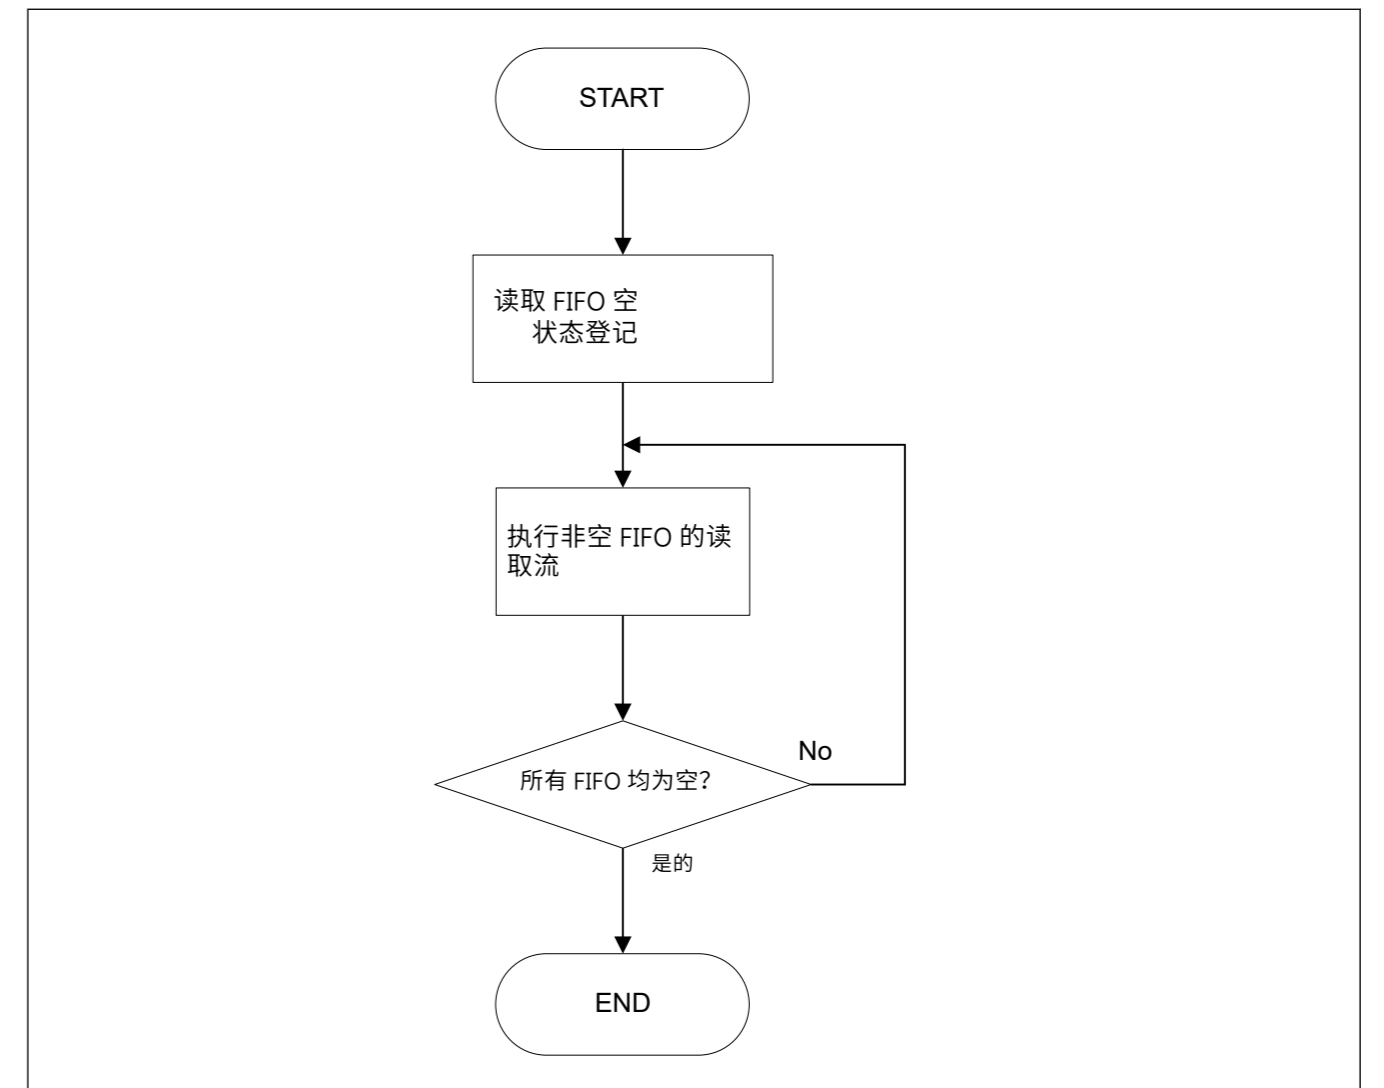 START
读取 FIFO 空
状态登记
执行非空 FIFO 的读
取流
所有 FIFO 均为空?
No
是的
END